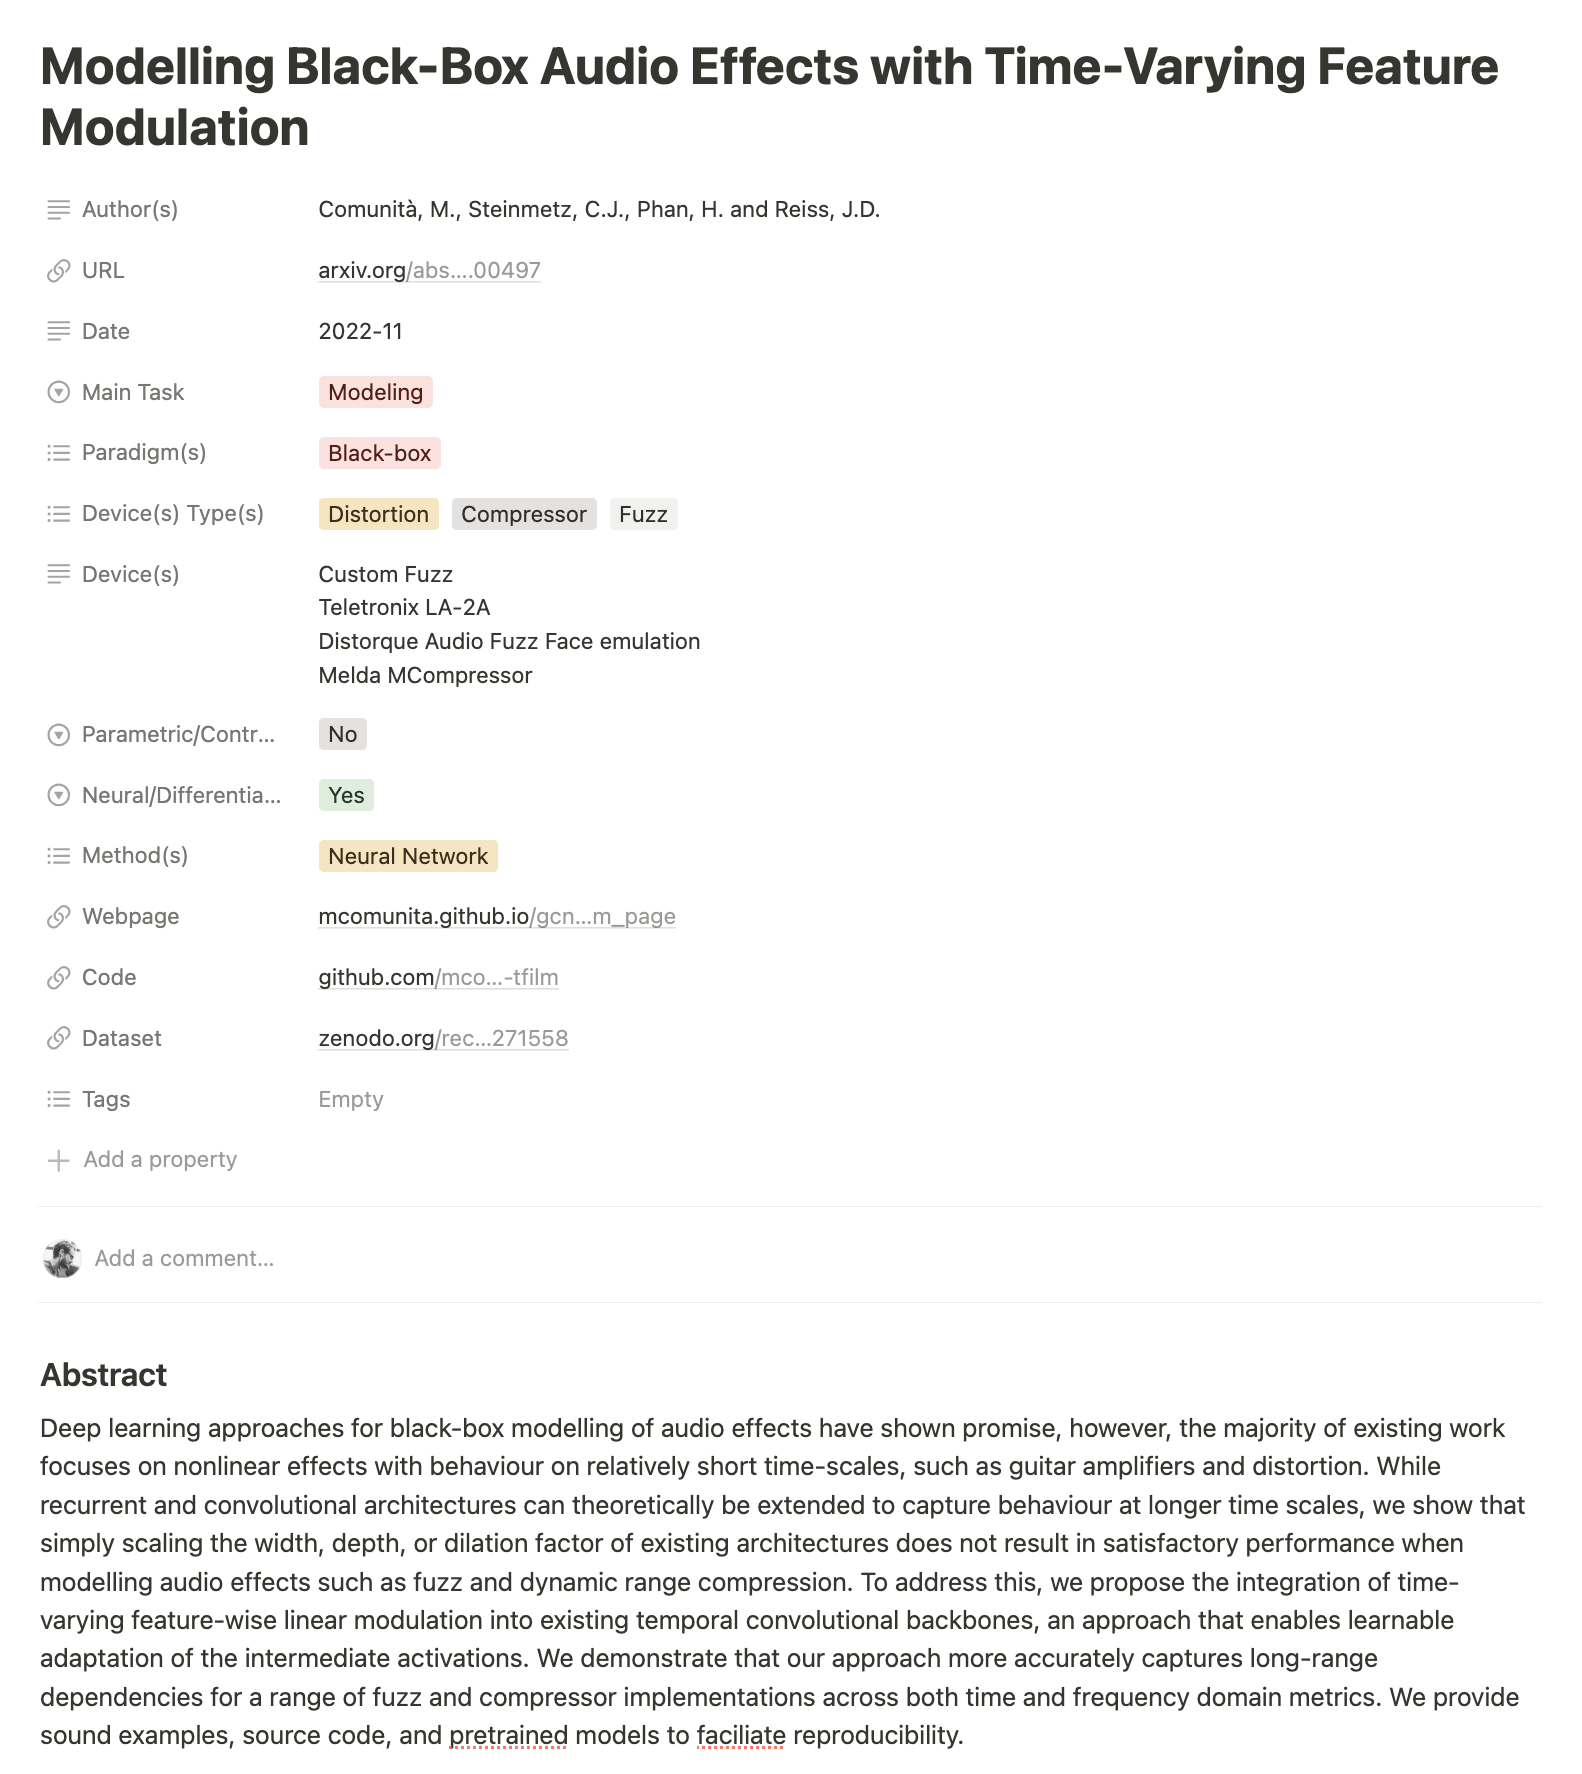 Modelling Black-Box Audio Effects with Time-Varying Feature
Modulation
Author(s) Comunità, M., Steinmetz, C.J., Phan, H. and Reiss, J.D.
URL arxiv.org/abs....00497
Date 2022-11
Main Task Modeling
Paradigm(s) Black-box
Device(s) Type(s) Distortion Compressor Fuzz
Device(s) Custom Fuzz
Teletronix LA-2A
Distorque Audio Fuzz Face emulation
Melda MCompressor
Parametric/Contr... No
Neural/Differentia... Yes
Method(s) Neural Network
Webpage mcomunita.github.io/gcn...m_page
Code github.com/mco...-tfilm
Dataset zenodo.org/rec...271558
Tags Empty
Add a property
Add a comment...
Abstract
Deep learning approaches for black-box modelling of audio effects have shown promise, however, the majority of existing work
focuses on nonlinear effects with behaviour on relatively short time-scales, such as guitar amplifiers and distortion. While
recurrent and convolutional architectures can theoretically be extended to capture behaviour at longer time scales, we show that
simply scaling the width, depth, or dilation factor of existing architectures does not result in satisfactory performance when
modelling audio effects such as fuzz and dynamic range compression. To address this, we propose the integration of time-
varying feature-wise linear modulation into existing temporal convolutional backbones, an approach that enables learnable
adaptation of the intermediate activations. We demonstrate that our approach more accurately captures long-range
dependencies for a range of fuzz and compressor implementations across both time and frequency domain metrics. We provide
sound examples, source code, and pretrained models to faciliate reproducibility.